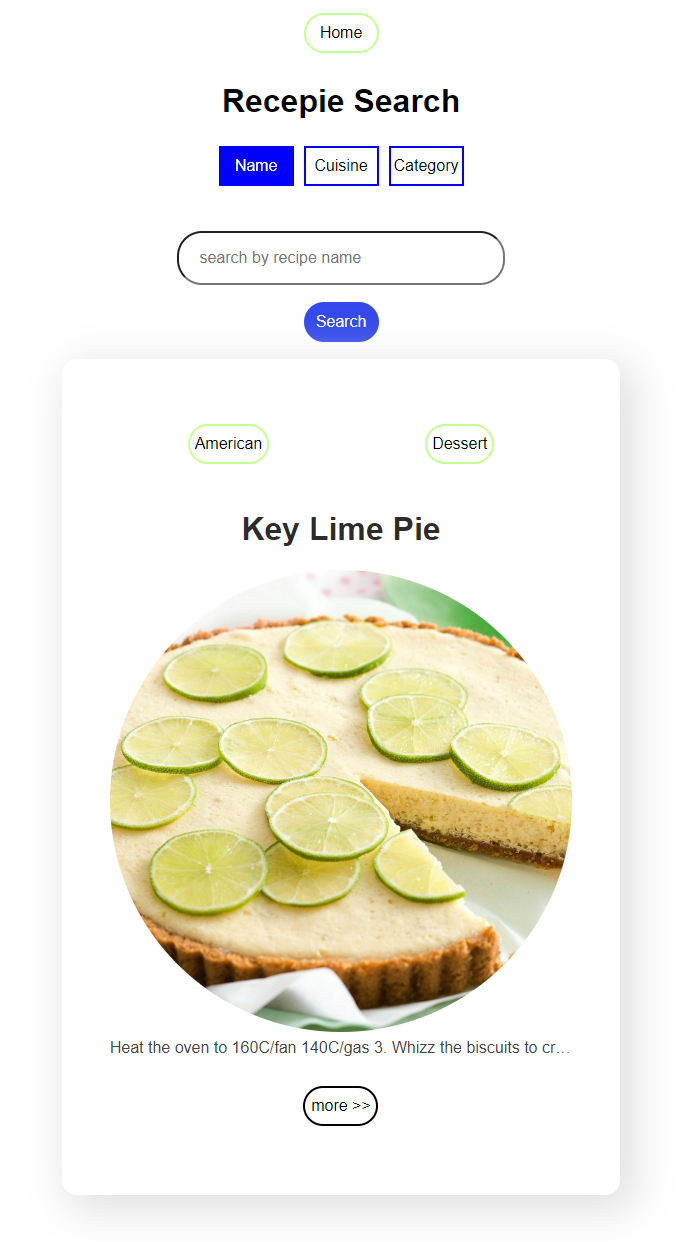 Home
Recepie Search
Name Cuisine Category
search by recipe name
Search
American Dessert
Key Lime Pie
Heat the oven to 160C/fan 140C/gas 3. Whizz the biscuits to cr…
more >>